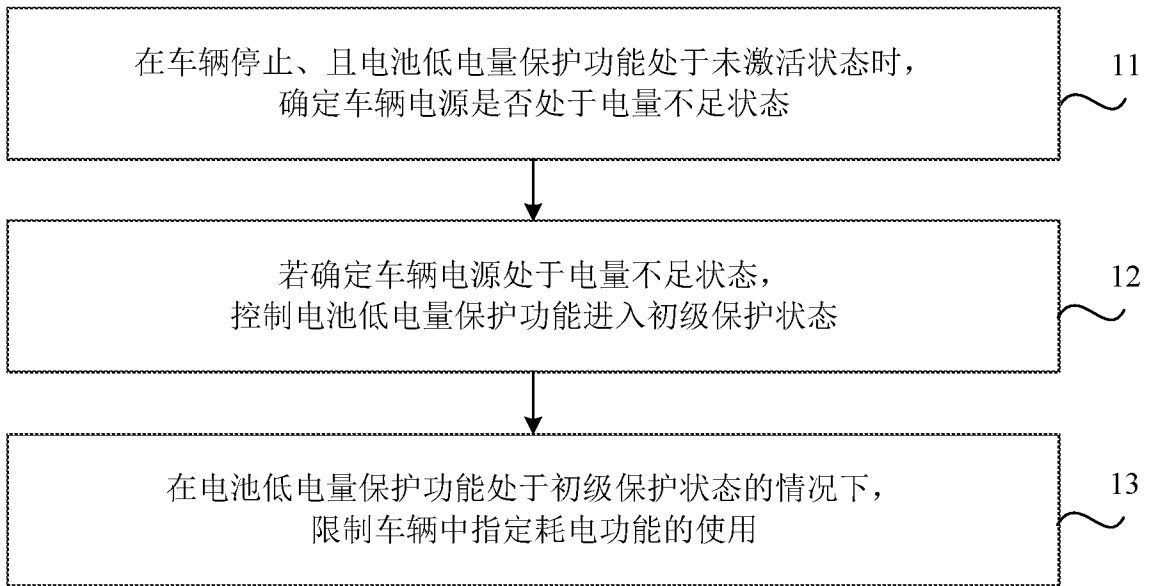 在车辆停止、且电池低电量保护功能处于未激活状态时，
确定车辆电源是否处于电量不足状态
11
若确定车辆电源处于电量不足状态，
控制电池低电量保护功能进入初级保护状态
12
在电池低电量保护功能处于初级保护状态的情况下，
限制车辆中指定耗电功能的使用
13